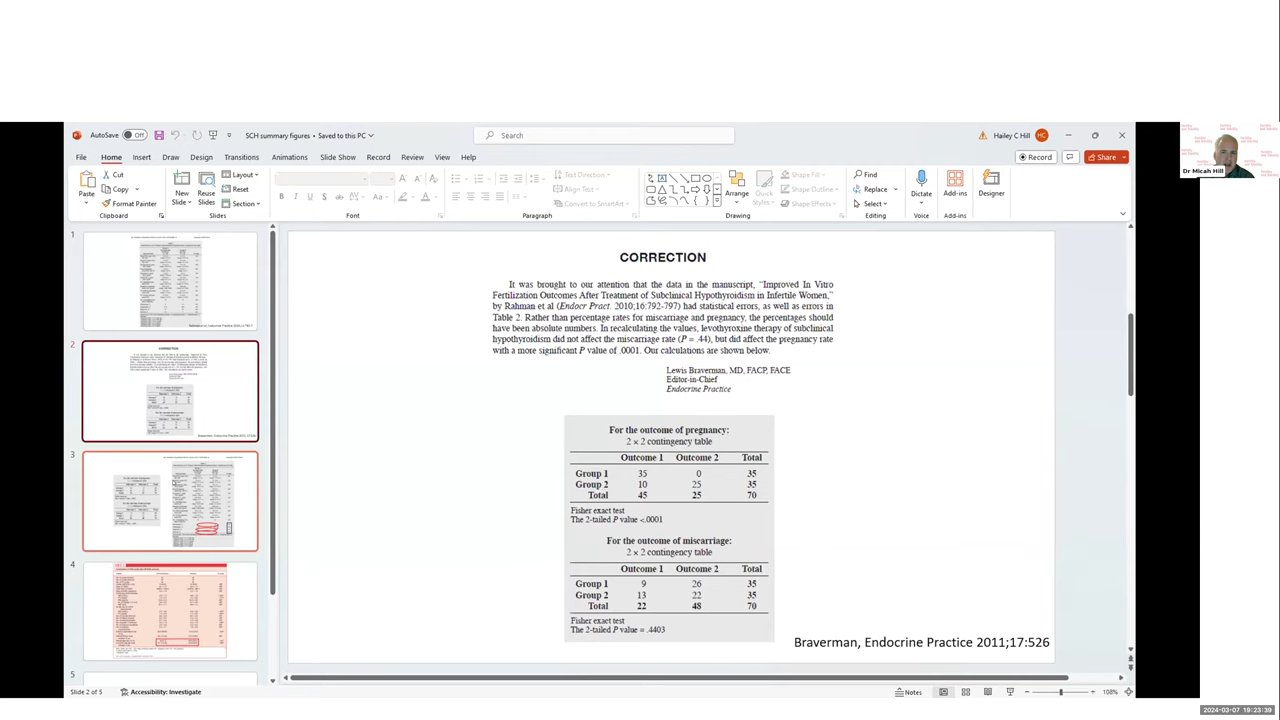 AutoSave Off
SCH summary figures • Saved to this PC
Search
Hailey C Hill HC
File Home Insert Draw Design Transitions Animations Slide Show Record Review View Help
Record
Share
Paste
Cut
Copy
Format Painter
Clipboard
New Slide
Reuse Slides
Layout
Reset
Section
Slides
Font
Text Direction
Align Text
Convert to SmartArt
Paragraph
Arrange
Quick Styles
Shape Fill
Shape Outline
Shape Effects
Drawing
Find
Replace
Select
Editing
Dictate
Voice
Add-ins
Add-ins
Designer
Dr Micah Hill
1
2
3
4
5
CORRECTION
It was brought to our attention that the data in the manuscript, “Improved In Vitro
Fertilization Outcomes After Treatment of Subclinical Hypothyroidism in Infertile Women,”
by Rahman et al (Endocr Pract. 2010;16:792-797) had statistical errors, as well as errors in
Table 2. Rather than percentage rates for miscarriage and pregnancy, the percentages should
have been absolute numbers. In recalculating the values, levothyroxine therapy of subclinical
hypothyroidism did not affect the miscarriage rate (P = .44), but did affect the pregnancy rate
with a more significant P value of .0001. Our calculations are shown below.
Lewis Braverman, MD, FACP, FACE
Editor-in-Chief
Endocrine Practice
For the outcome of pregnancy:
2 × 2 contingency table
Outcome 1 Outcome 2 Total
Group 1 35 0 35
Group 2 10 25 35
Total 45 25 70
Fisher exact test
The 2-tailed P value <.0001
For the outcome of miscarriage:
2 × 2 contingency table
Outcome 1 Outcome 2 Total
Group 1 9 26 35
Group 2 13 22 35
Total 22 48 70
Fisher exact test
The 2-tailed P value = .4403
Braverman, Endocrine Practice 2011;17:526
Slide 2 of 5
Accessibility: Investigate
Notes
108%
2024-03-07 19:23:39